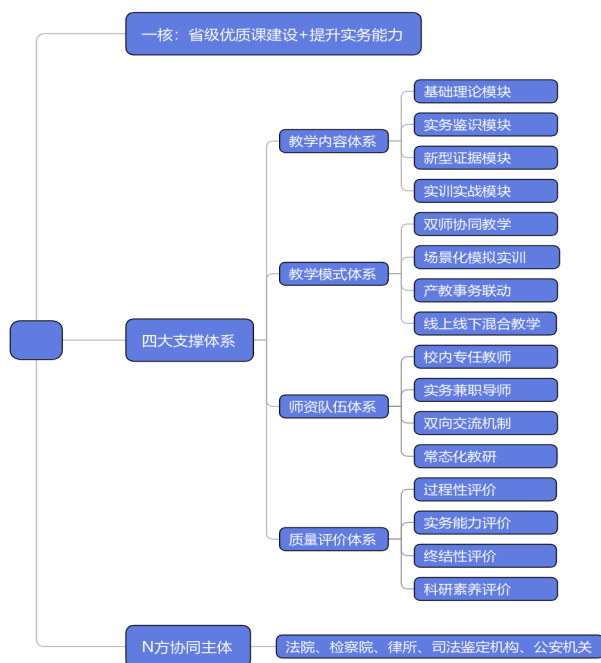 一核：省级优质课建设+提升实务能力
四大支撑体系
教学内容体系
基础理论模块
实务鉴识模块
新型证据模块
实训实战模块
教学模式体系
双师协同教学
场景化模拟实训
产教事务联动
线上线下混合教学
师资队伍体系
校内专任教师
实务兼职导师
双向交流机制
常态化教研
质量评价体系
过程性评价
实务能力评价
终结性评价
科研素养评价
N方协同主体
法院、检察院、律所、司法鉴定机构、公安机关